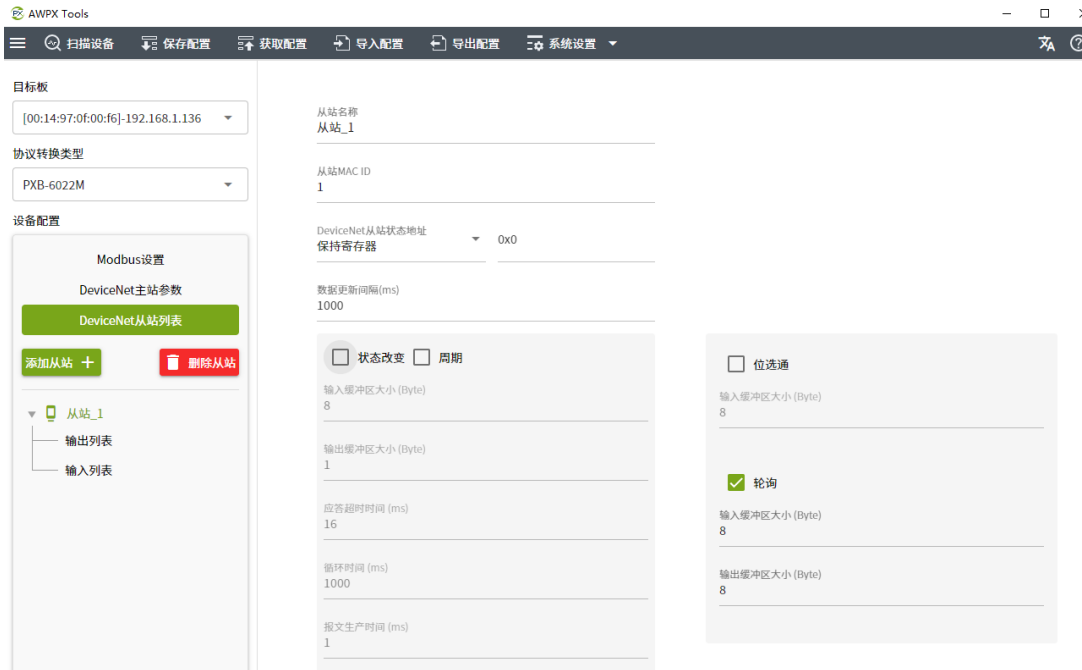 AWPX Tools
扫描设备 保存配置 获取配置 导入配置 导出配置 系统设置
目标板
[00:14:97:0f:00:f6]-192.168.1.136
协议转换类型
PXB-6022M
设备配置
Modbus设置
DeviceNet主站参数
DeviceNet从站列表
添加从站 删除从站
从站_1
输出列表
输入列表
从站名称
从站_1
从站MAC ID
1
DeviceNet从站状态地址
保持寄存器 0x0
数据更新间隔(ms)
1000
状态改变 周期
输入缓冲区大小 (Byte)
8
输出缓冲区大小 (Byte)
1
应答超时时间 (ms)
16
循环时间 (ms)
1000
报文生产时间 (ms)
1
位选通
输入缓冲区大小 (Byte)
8
轮询
输入缓冲区大小 (Byte)
8
输出缓冲区大小 (Byte)
8